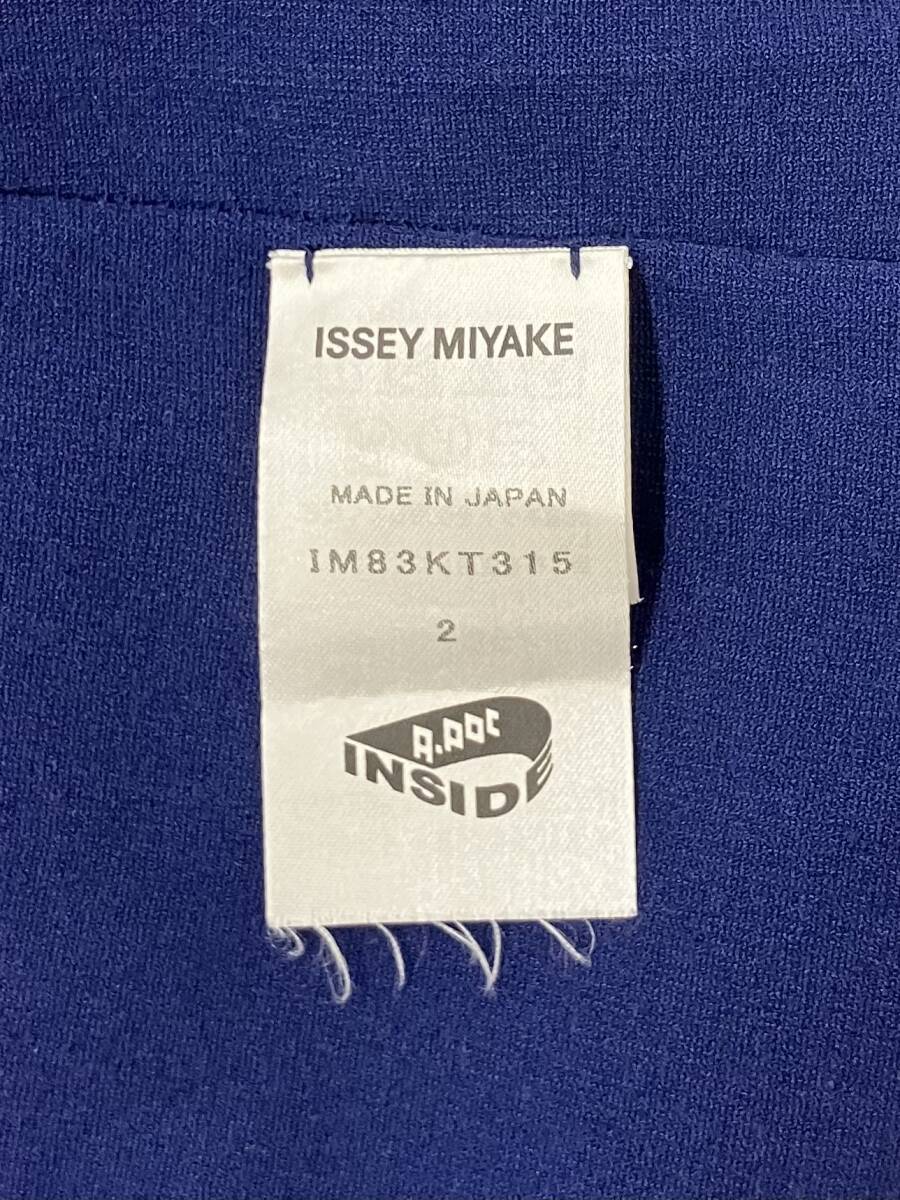 ISSEY MIYAKE
MADE IN JAPAN
IM83KT315
2
A.POC
INSIDE